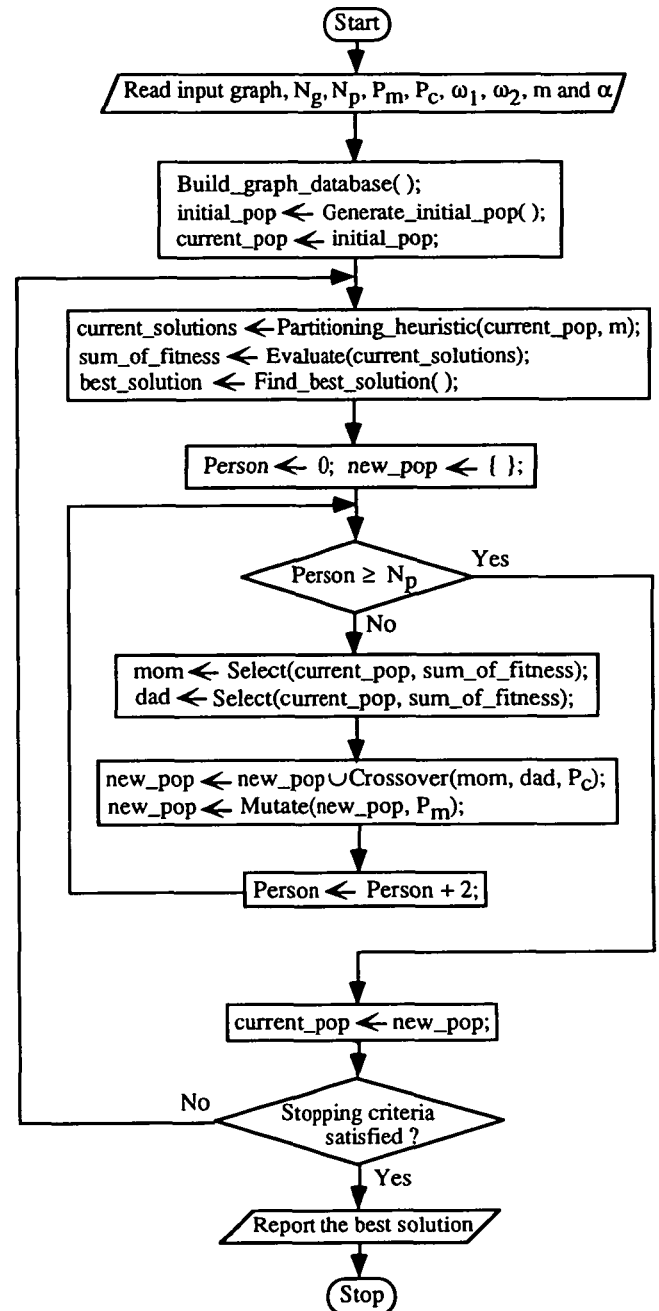 Start
Read input graph, N_g, N_p, P_m, P_c, ω_1, ω_2, m and α
Build_graph_database( );
initial_pop ← Generate_initial_pop( );
current_pop ← initial_pop;
current_solutions ← Partitioning_heuristic(current_pop, m);
sum_of_fitness ← Evaluate(current_solutions);
best_solution ← Find_best_solution( );
Person ← 0; new_pop ← { };
Person ≥ N_p
Yes
No
mom ← Select(current_pop, sum_of_fitness);
dad ← Select(current_pop, sum_of_fitness);
new_pop ← new_pop∪Crossover(mom, dad, P_c);
new_pop ← Mutate(new_pop, P_m);
Person ← Person + 2;
current_pop ← new_pop;
No
Stopping criteria
satisfied ?
Yes
Report the best solution
Stop